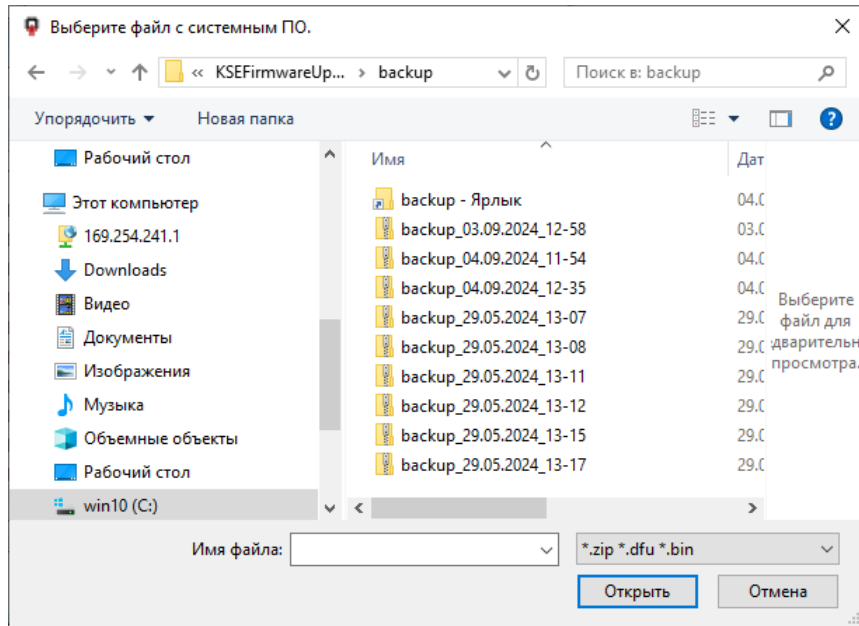 Выберите файл с системным ПО.
« KSEFirmwareUp... > backup
Поиск в: backup
Упорядочить
Новая папка
Рабочий стол
Этот компьютер
169.254.241.1
Downloads
Видео
Документы
Изображения
Музыка
Объемные объекты
Рабочий стол
win10 (C:)
Имя
Дат
backup - Ярлык
04.0
backup_03.09.2024_12-58
03.0
backup_04.09.2024_11-54
04.0
backup_04.09.2024_12-35
04.0
backup_29.05.2024_13-07
29.0
backup_29.05.2024_13-08
29.0
backup_29.05.2024_13-11
29.0
backup_29.05.2024_13-12
29.0
backup_29.05.2024_13-15
29.0
backup_29.05.2024_13-17
29.0
Выберите
файл для
дварительн
просмотра.
Имя файла:
*.zip *.dfu *.bin
Открыть
Отмена